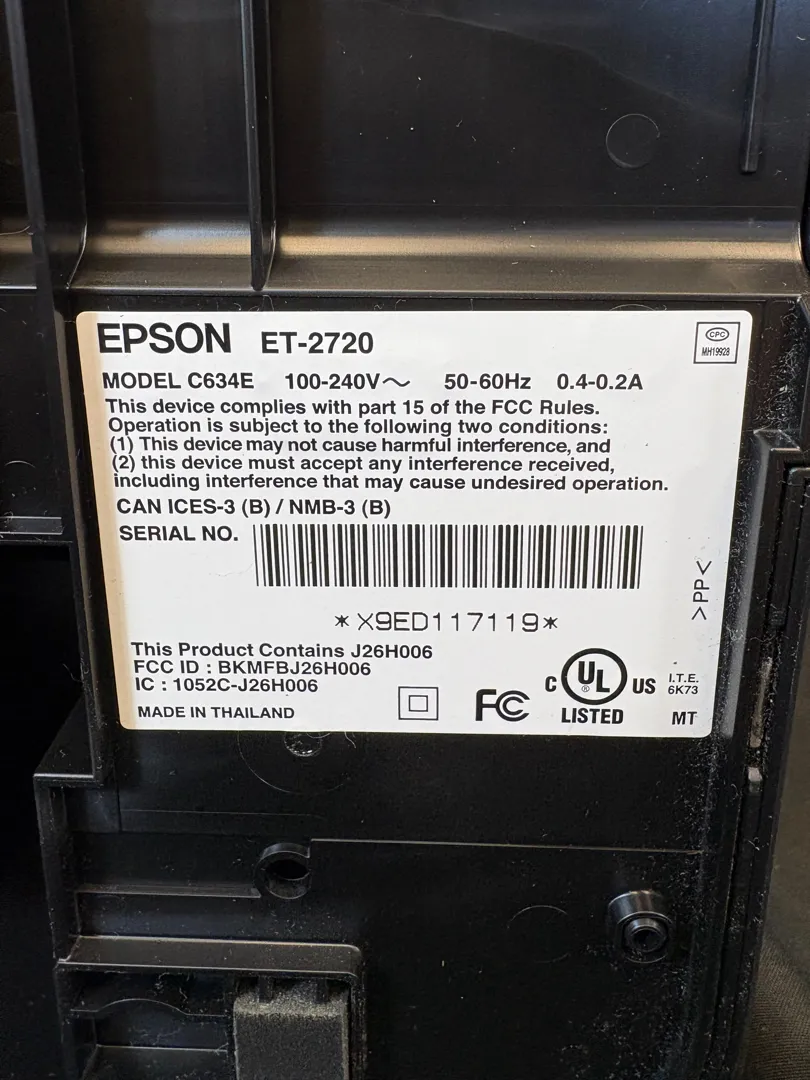 EPSON ET-2720
CPC
MH19928
MODEL C634E 100-240V~ 50-60Hz 0.4-0.2A
This device complies with part 15 of the FCC Rules.
Operation is subject to the following two conditions:
(1) This device may not cause harmful interference, and
(2) this device must accept any interference received,
including interference that may cause undesired operation.
CAN ICES-3 (B) / NMB-3 (B)
SERIAL NO.
*X9ED117119*
>PP<
This Product Contains J26H006
FCC ID : BKMFBJ26H006
IC : 1052C-J26H006
MADE IN THAILAND
FC
C UL ® US
LISTED
I.T.E.
6K73
MT